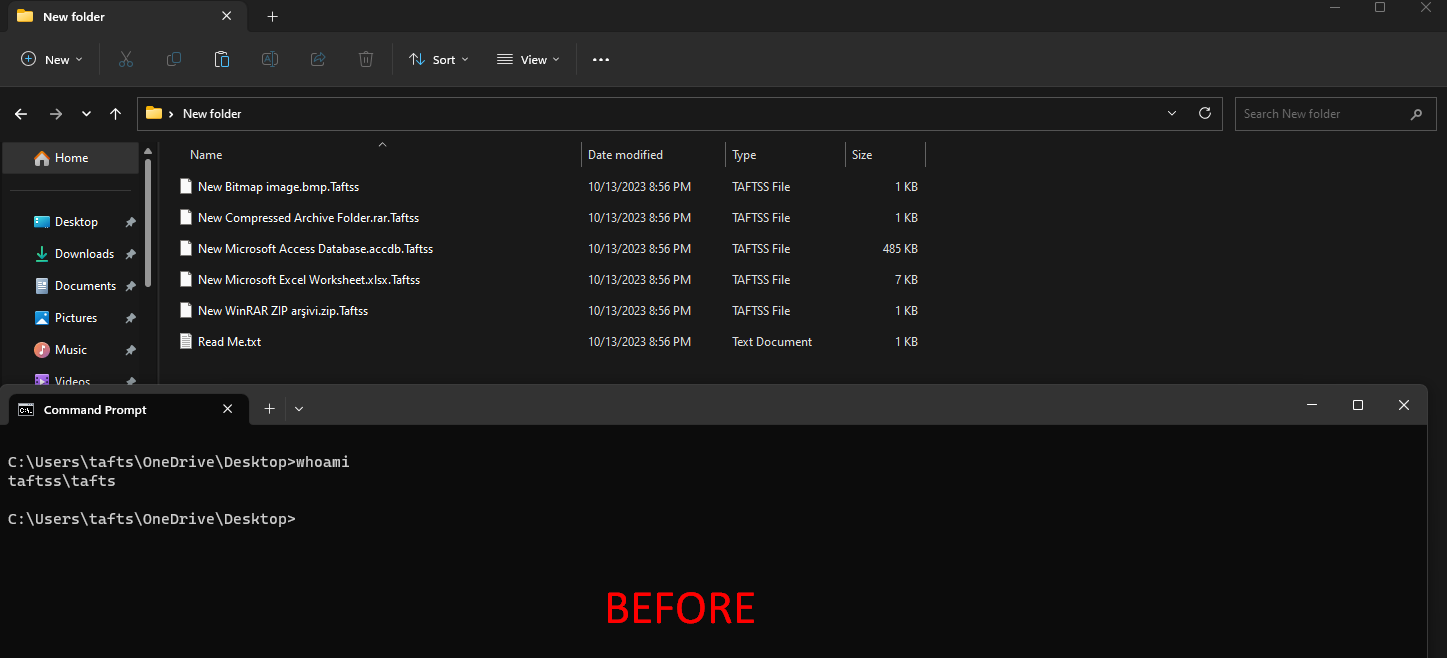 New folder
New Sort View
New folder Search New folder
Home
Desktop
Downloads
Documents
Pictures
Music
Videos
Name Date modified Type Size
New Bitmap image.bmp.Taftss 10/13/2023 8:56 PM TAFTSS File 1 KB
New Compressed Archive Folder.rar.Taftss 10/13/2023 8:56 PM TAFTSS File 1 KB
New Microsoft Access Database.accdb.Taftss 10/13/2023 8:56 PM TAFTSS File 485 KB
New Microsoft Excel Worksheet.xlsx.Taftss 10/13/2023 8:56 PM TAFTSS File 7 KB
New WinRAR ZIP arşivi.zip.Taftss 10/13/2023 8:56 PM TAFTSS File 1 KB
Read Me.txt 10/13/2023 8:56 PM Text Document 1 KB
Command Prompt
C:\Users\tafts\OneDrive\Desktop>whoami
taftss\tafts
C:\Users\tafts\OneDrive\Desktop>
BEFORE